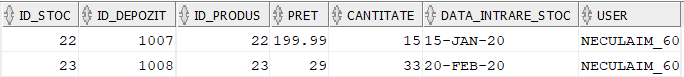 ID_STOC ID_DEPOZIT ID_PRODUS PRET CANTITATE DATA_INTRARE_STOC USER
22 1007 22 199.99 15 15-JAN-20 NECULAIM_60
23 1008 23 29 33 20-FEB-20 NECULAIM_60